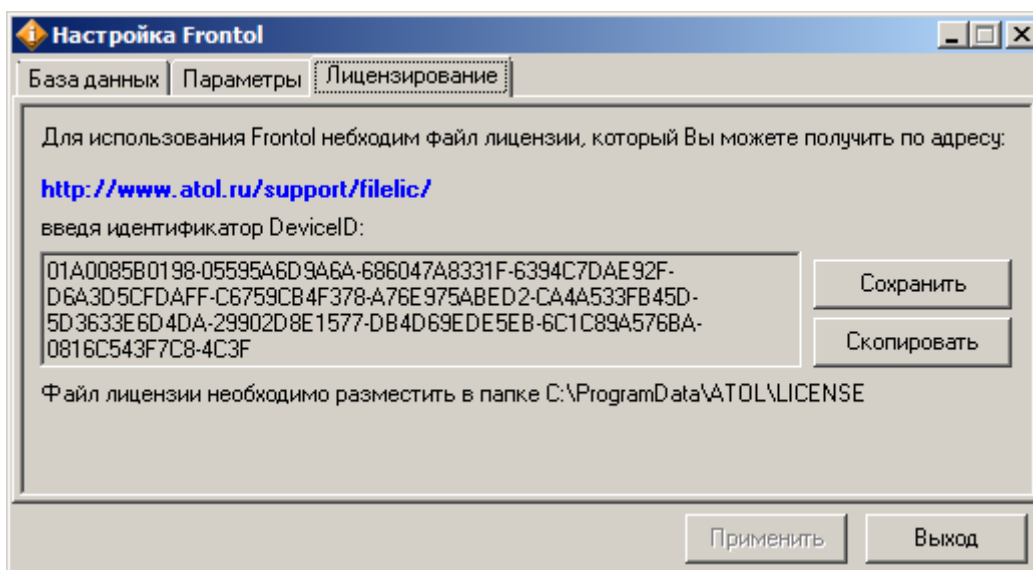 Настройка Frontol
База данных Параметры Лицензирование
Для использования Frontol небходим файл лицензии, который Вы можете получить по адресу:
http://www.atol.ru/support/filelic/
введя идентификатор DeviceID:
01A0085B0198-05595A6D9A6A-686047A8331F-6394C7DAE92F-
D6A3D5CFDAFF-C6759CB4F378-A76E975ABED2-CA4A533FB45D-
5D3633E6D4DA-29902D8E1577-DB4D69EDE5EB-6C1C89A576BA-
0816C543F7C8-4C3F
Сохранить
Скопировать
Файл лицензии необходимо разместить в папке C:\ProgramData\ATOL\LICENSE
Применить Выход